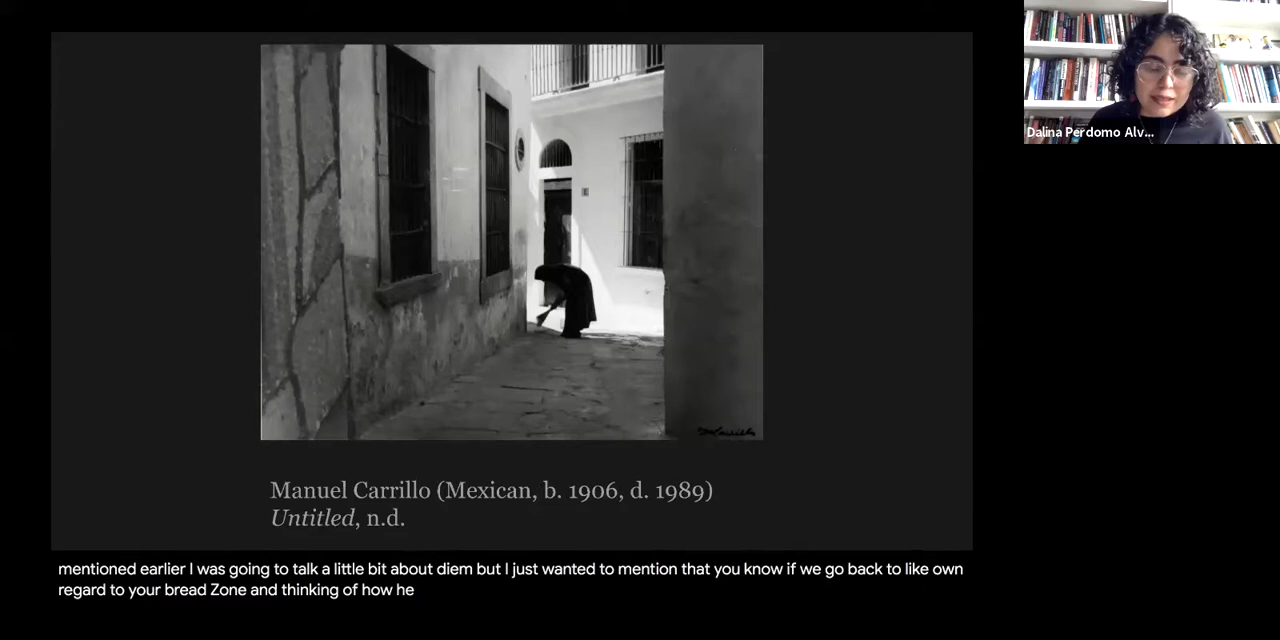 Dalina Perdomo Alv...
Manuel Carrillo (Mexican, b. 1906, d. 1989)
Untitled, n.d.
mentioned earlier I was going to talk a little bit about diem but I just wanted to mention that you know if we go back to like own
regard to your bread Zone and thinking of how he